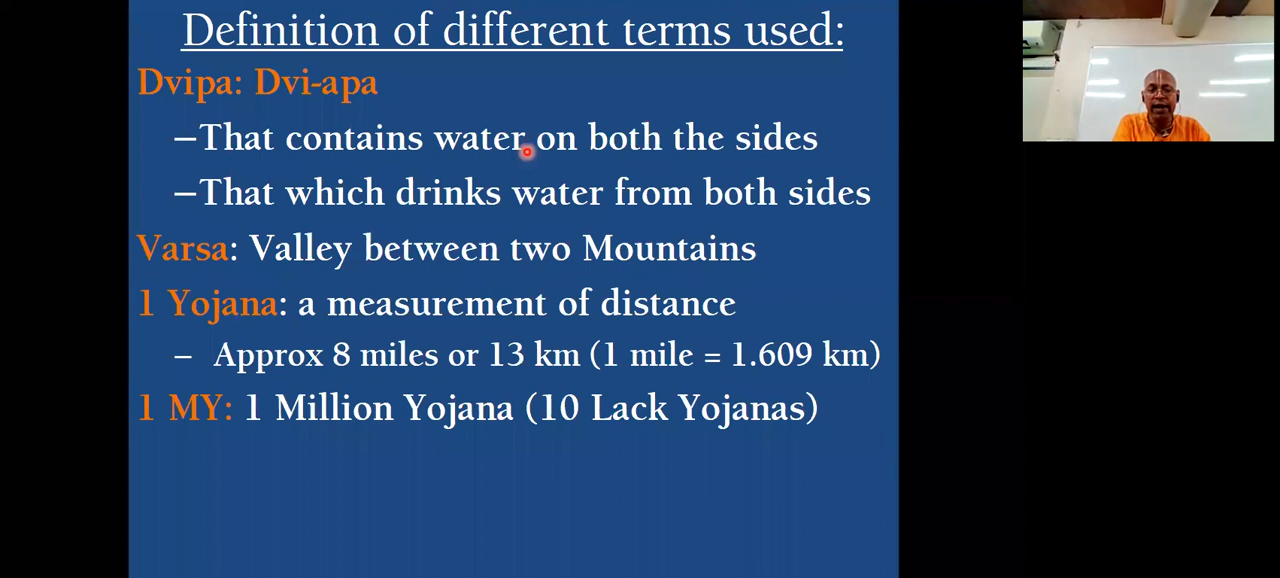 Definition of different terms used:
Dvipa: Dvi-apa
–That contains water on both the sides
–That which drinks water from both sides
Varsa: Valley between two Mountains
1 Yojana: a measurement of distance
– Approx 8 miles or 13 km (1 mile = 1.609 km)
1 MY: 1 Million Yojana (10 Lack Yojanas)